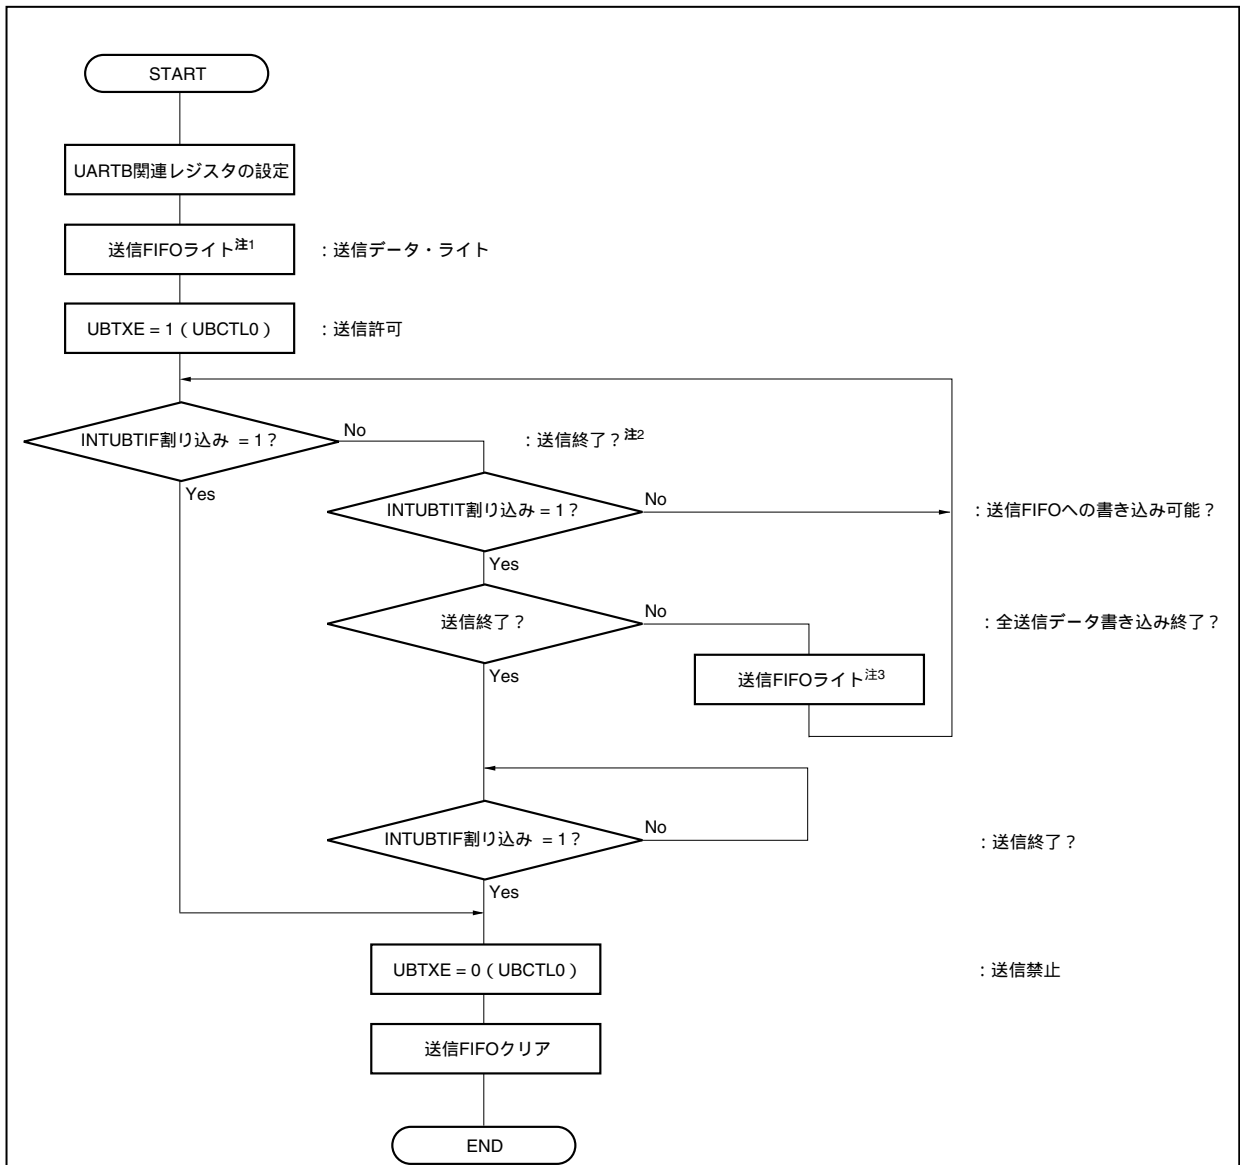 START
UARTB関連レジスタの設定
送信FIFOライト注1 ：送信データ・ライト
UBTXE = 1（UBCTL0） ：送信許可
INTUBTIF割り込み = 1？ No ：送信終了？注2
Yes
INTUBTIT割り込み = 1？ No ：送信FIFOへの書き込み可能？
Yes
送信終了？ No ：全送信データ書き込み終了？
Yes
送信FIFOライト注3
INTUBTIF割り込み = 1？ No ：送信終了？
Yes
UBTXE = 0（UBCTL0） ：送信禁止
送信FIFOクリア
END